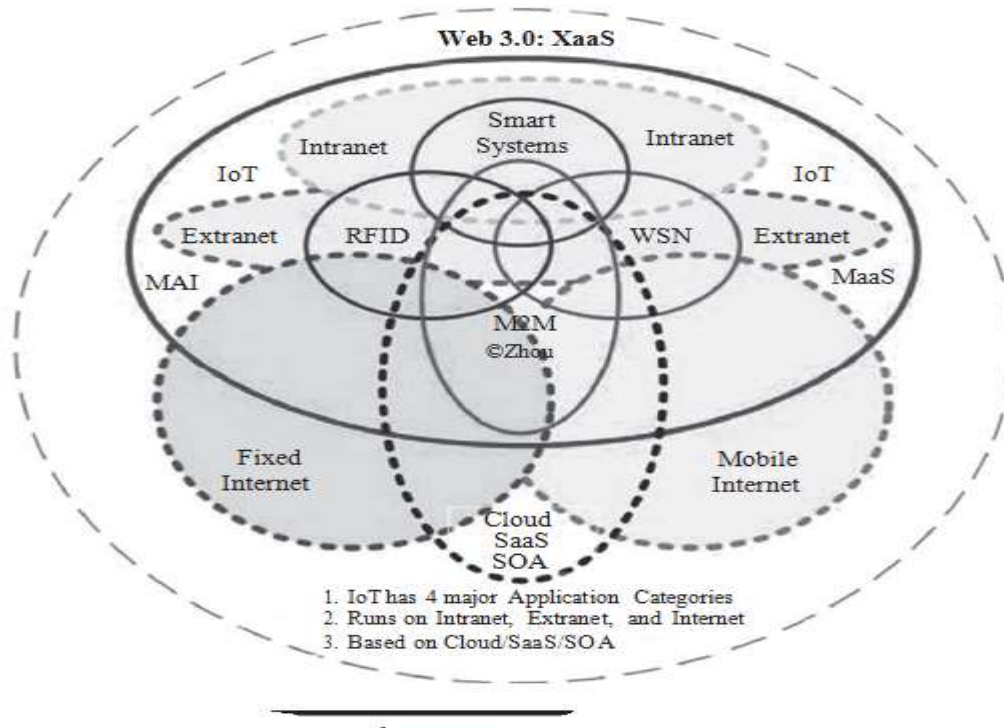 Web 3.0: XaaS
Smart
Systems
Intranet
Intranet
IoT
IoT
Extranet
RFID
WSN
Extranet
MAI
MaaS
M2M
©Zhou
Fixed
Internet
Mobile
Internet
Cloud
SaaS
SOA
1. IoT has 4 major Application Categories
2. Runs on Intranet, Extranet, and Internet
3. Based on Cloud/SaaS/SOA